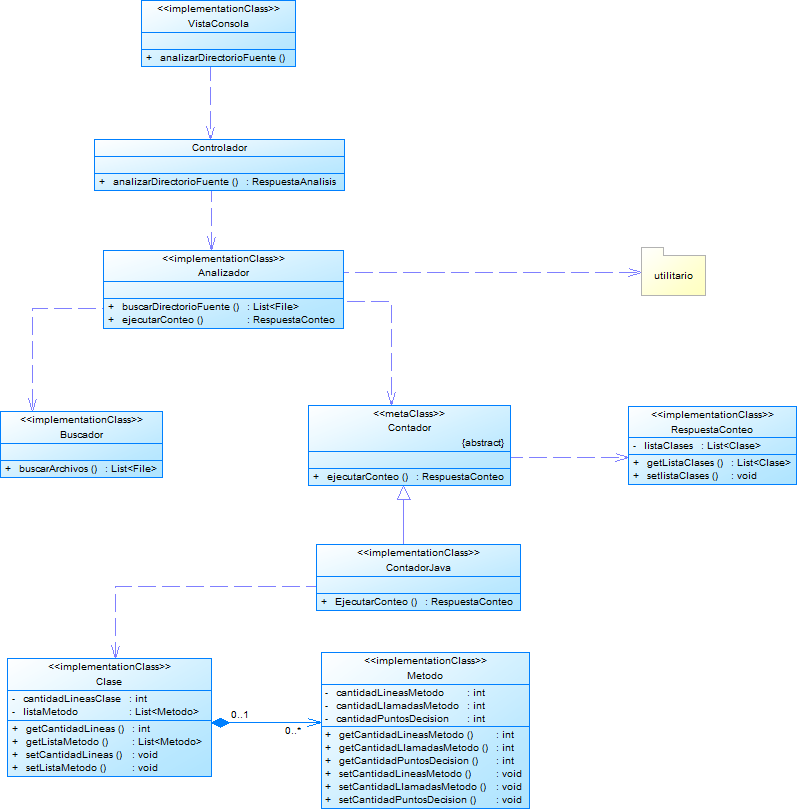 <<implementationClass>>
VistaConsola
+ analizarDirectorioFuente ()
Controlador
+ analizarDirectorioFuente () : RespuestaAnalisis
<<implementationClass>>
Analizador
+ buscarDirectorioFuente () : List<File>
+ ejecutarConteo () : RespuestaConteo
utilitario
<<implementationClass>>
Buscador
+ buscarArchivos () : List<File>
<<metaClass>>
Contador
{abstract}
+ ejecutarConteo () : RespuestaConteo
<<implementationClass>>
RespuestaConteo
- listaClases : List<Clase>
+ getListaClases () : List<Clase>
+ setlistaClases () : void
<<implementationClass>>
ContadorJava
+ EjecutarConteo () : RespuestaConteo
<<implementationClass>>
Clase
- cantidadLineasClase : int
- listaMetodo : List<Metodo>
+ getCantidadLineas () : int
+ getListaMetodo () : List<Metodo>
+ setCantidadLineas () : void
+ setListaMetodo () : void
0..1
0..*
<<implementationClass>>
Metodo
- cantidadLineasMetodo : int
- cantidadLlamadasMetodo : int
- cantidadPuntosDecision : int
+ getCantidadLineasMetodo () : int
+ getCantidadLlamadasMetodo () : int
+ getCantidadPuntosDecision () : int
+ setCantidadLineasMetodo () : void
+ setCantidadLlamadasMetodo () : void
+ setCantidadPuntosDecision () : void